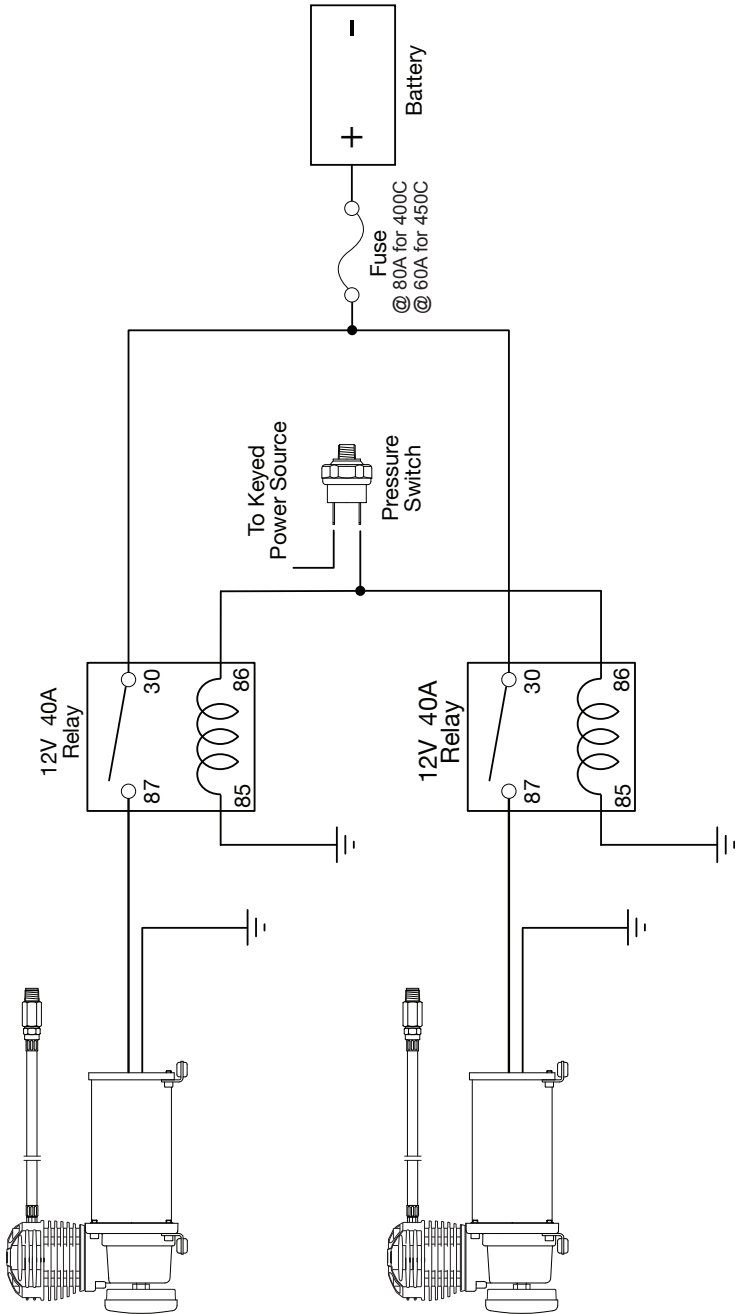 -
+
Battery
Fuse
@ 80A for 400C
@ 60A for 450C
To Keyed
Power Source
Pressure
Switch
12V 40A
Relay
30
87
86
85
12V 40A
Relay
30
87
86
85